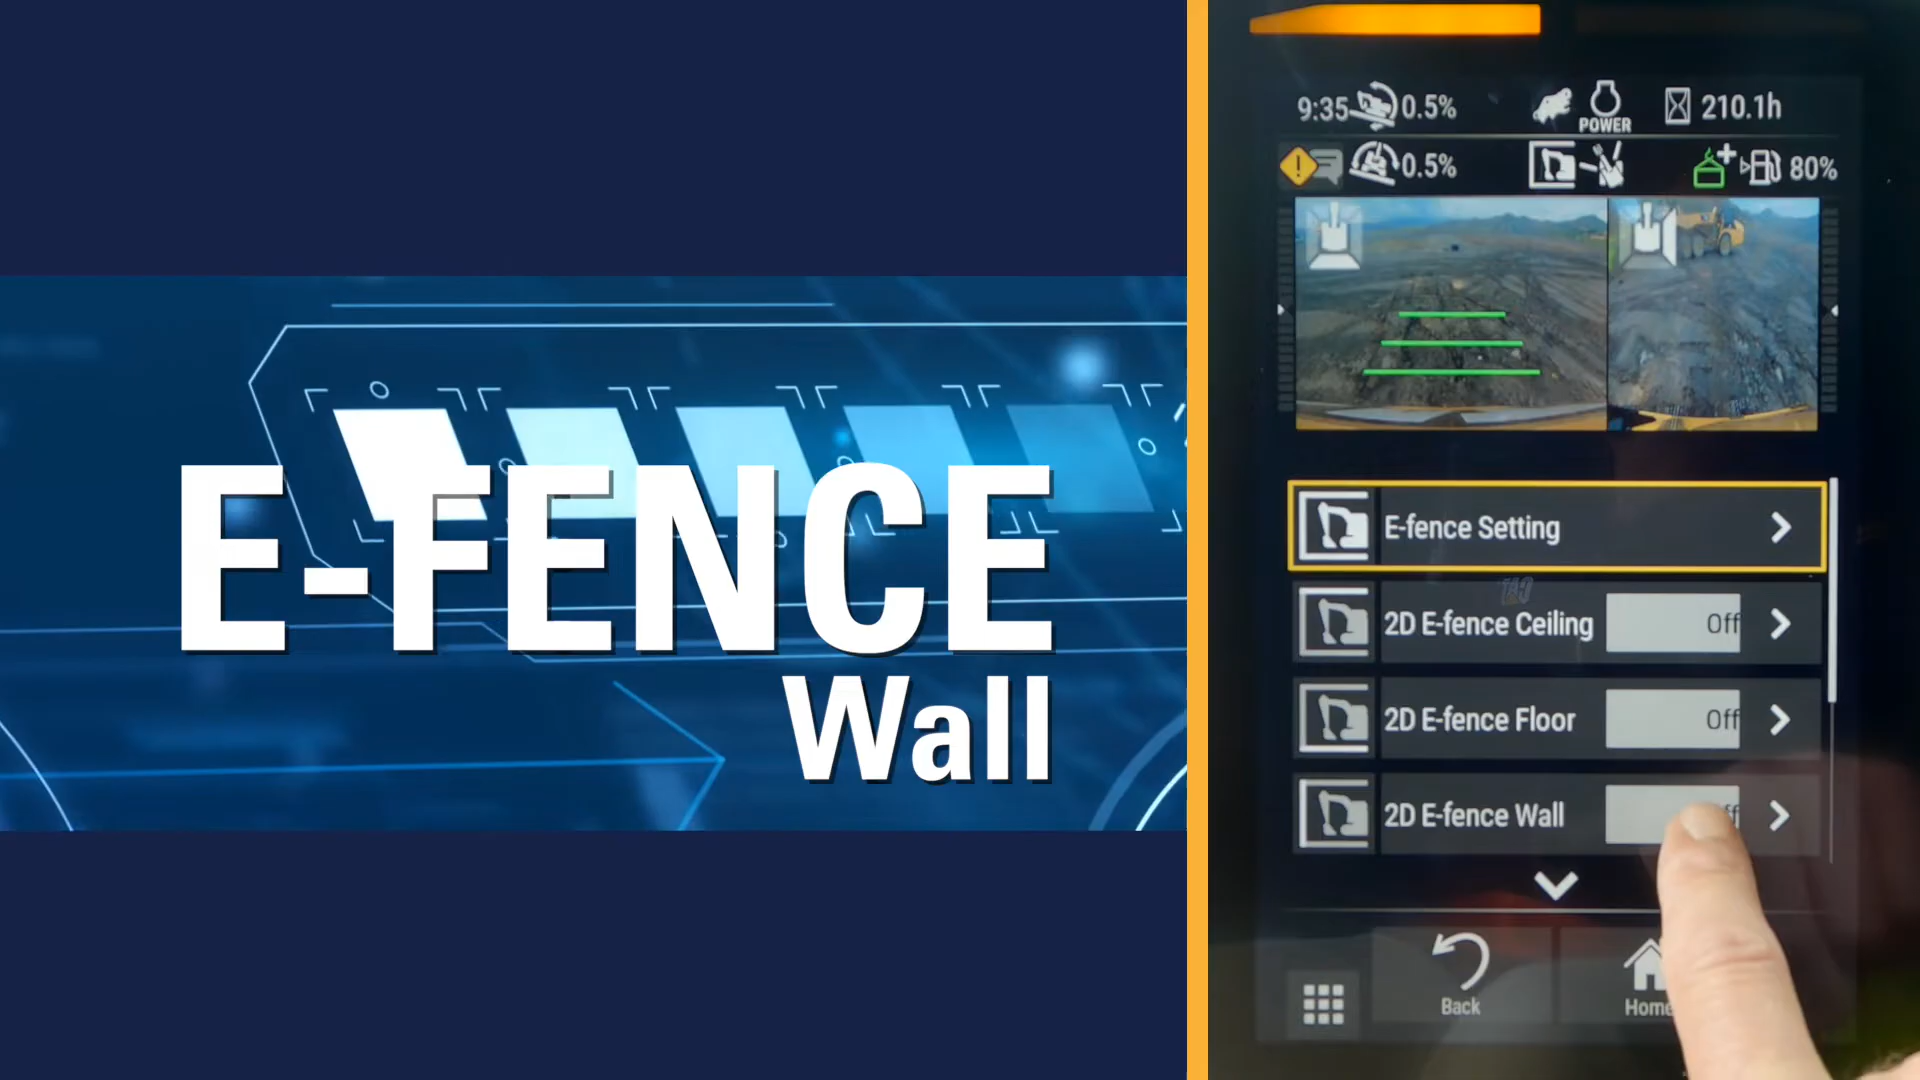 E-FENCE
Wall
9:35 0.5% POWER 210.1h
0.5% 80%
E-fence Setting
2D E-fence Ceiling Off
2D E-fence Floor Off
2D E-fence Wall
Back Home